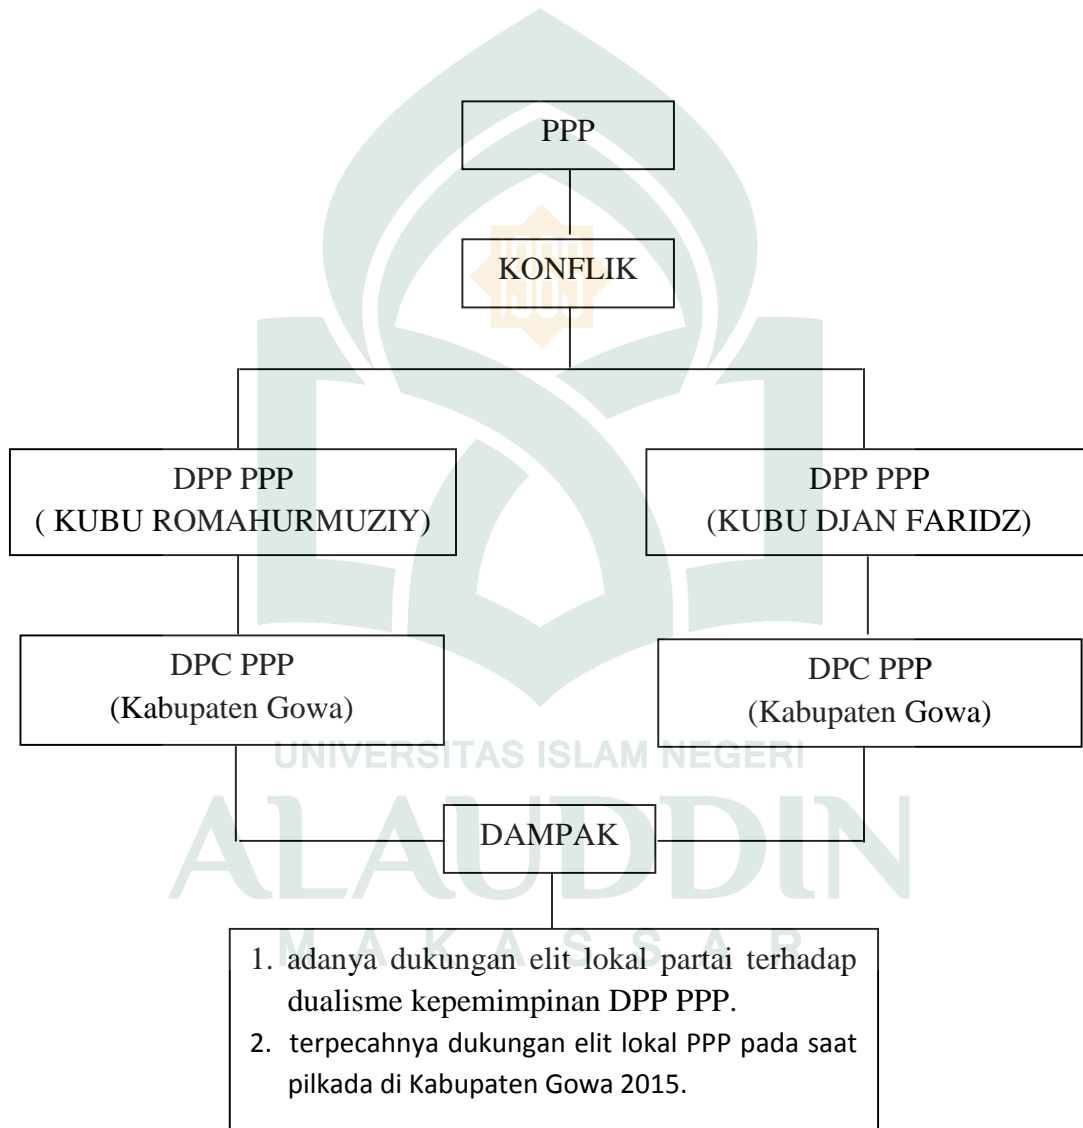 PPP
KONFLIK
DPP PPP
( KUBU ROMAHURMUZIY)
DPP PPP
(KUBU DJAN FARIDZ)
DPC PPP
(Kabupaten Gowa)
DPC PPP
(Kabupaten Gowa)
UNIVERSITAS ISLAM NEGERI
ALAUDDIN
DAMPAK
MAKASSAR
1. adanya dukungan elit lokal partai terhadap
dualisme kepemimpinan DPP PPP.
2. terpecahnya dukungan elit lokal PPP pada saat
pilkada di Kabupaten Gowa 2015.